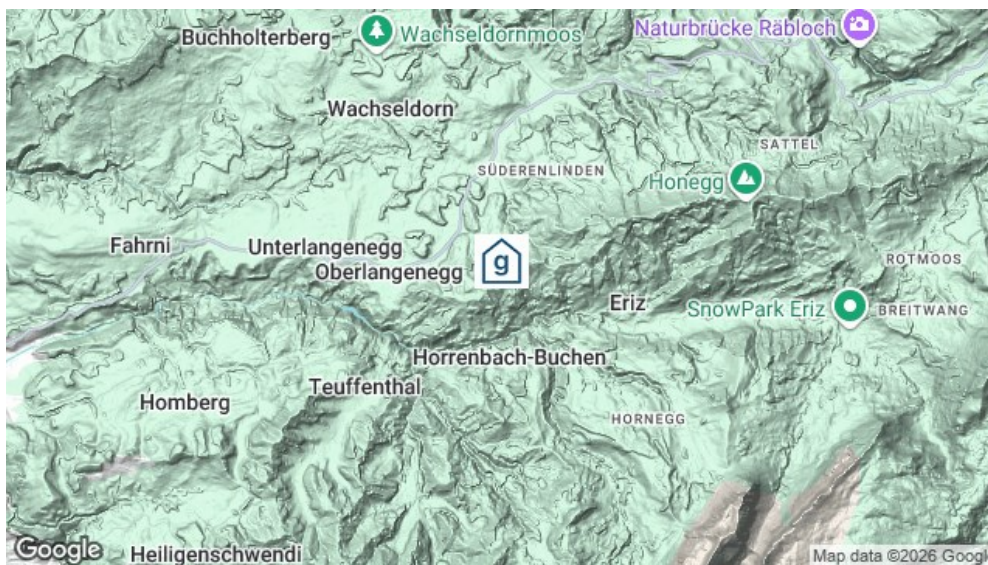 Buchholterberg
Wachseldornmoos
Naturbrücke Räbloch
Wachseldorn
SATTEL
SÜDERENLINDEN
Honegg
Fahrni
Unterlangenegg
Oberlangenegg
g
ROTMOOS
Eriz
SnowPark Eriz
BREITWANG
Horrenbach-Buchen
Teuffenthal
Homberg
HORNEGG
Google
Heiligenschwendi
Map data ©2026 Google